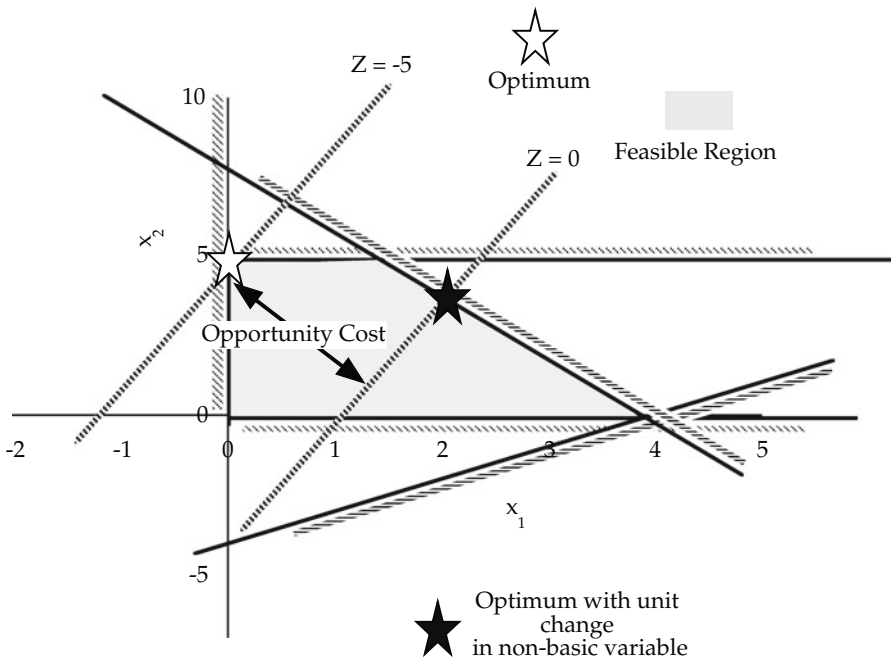 Z = -5
Optimum
10
Z = 0
Feasible Region
x2
5
Opportunity Cost
0
-2
-1
0
1
2
3
4
5
x1
-5
Optimum with unit
change
in non-basic variable